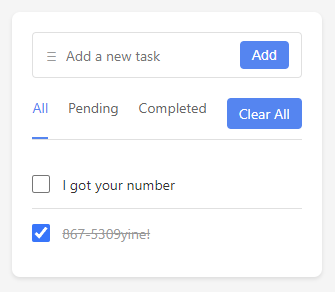 Add a new task
Add
All Pending Completed Clear All
I got your number
867-5309yine!